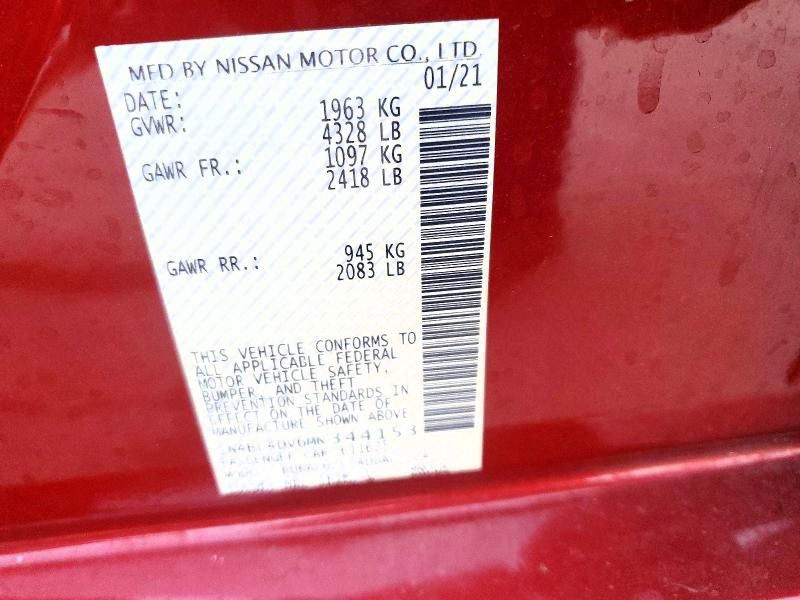 MFD BY NISSAN MOTOR CO., LTD.
DATE: 01/21
GVWR: 1963 KG
4328 LB
GAWR FR.: 1097 KG
2418 LB
GAWR RR.: 945 KG
2083 LB
THIS VEHICLE CONFORMS TO
ALL APPLICABLE FEDERAL
MOTOR VEHICLE SAFETY,
BUMPER, AND THEFT
PREVENTION STANDARDS IN
EFFECT ON THE DATE OF
MANUFACTURE SHOWN ABOVE
PASSENGER CAR